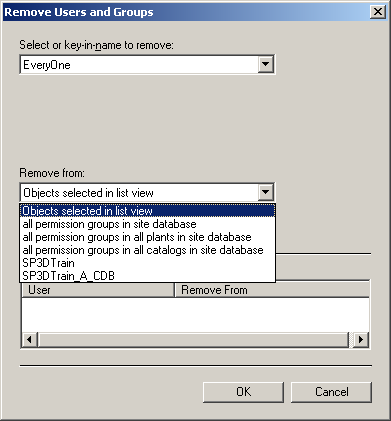 Remove Users and Groups
Select or key-in-name to remove:
EveryOne
Remove from:
Objects selected in list view
Objects selected in list view
all permission groups in site database
all permission groups in all plants in site database
all permission groups in all catalogs in site database
SP3DTrain
SP3DTrain_A_CDB
User Remove From
OK Cancel